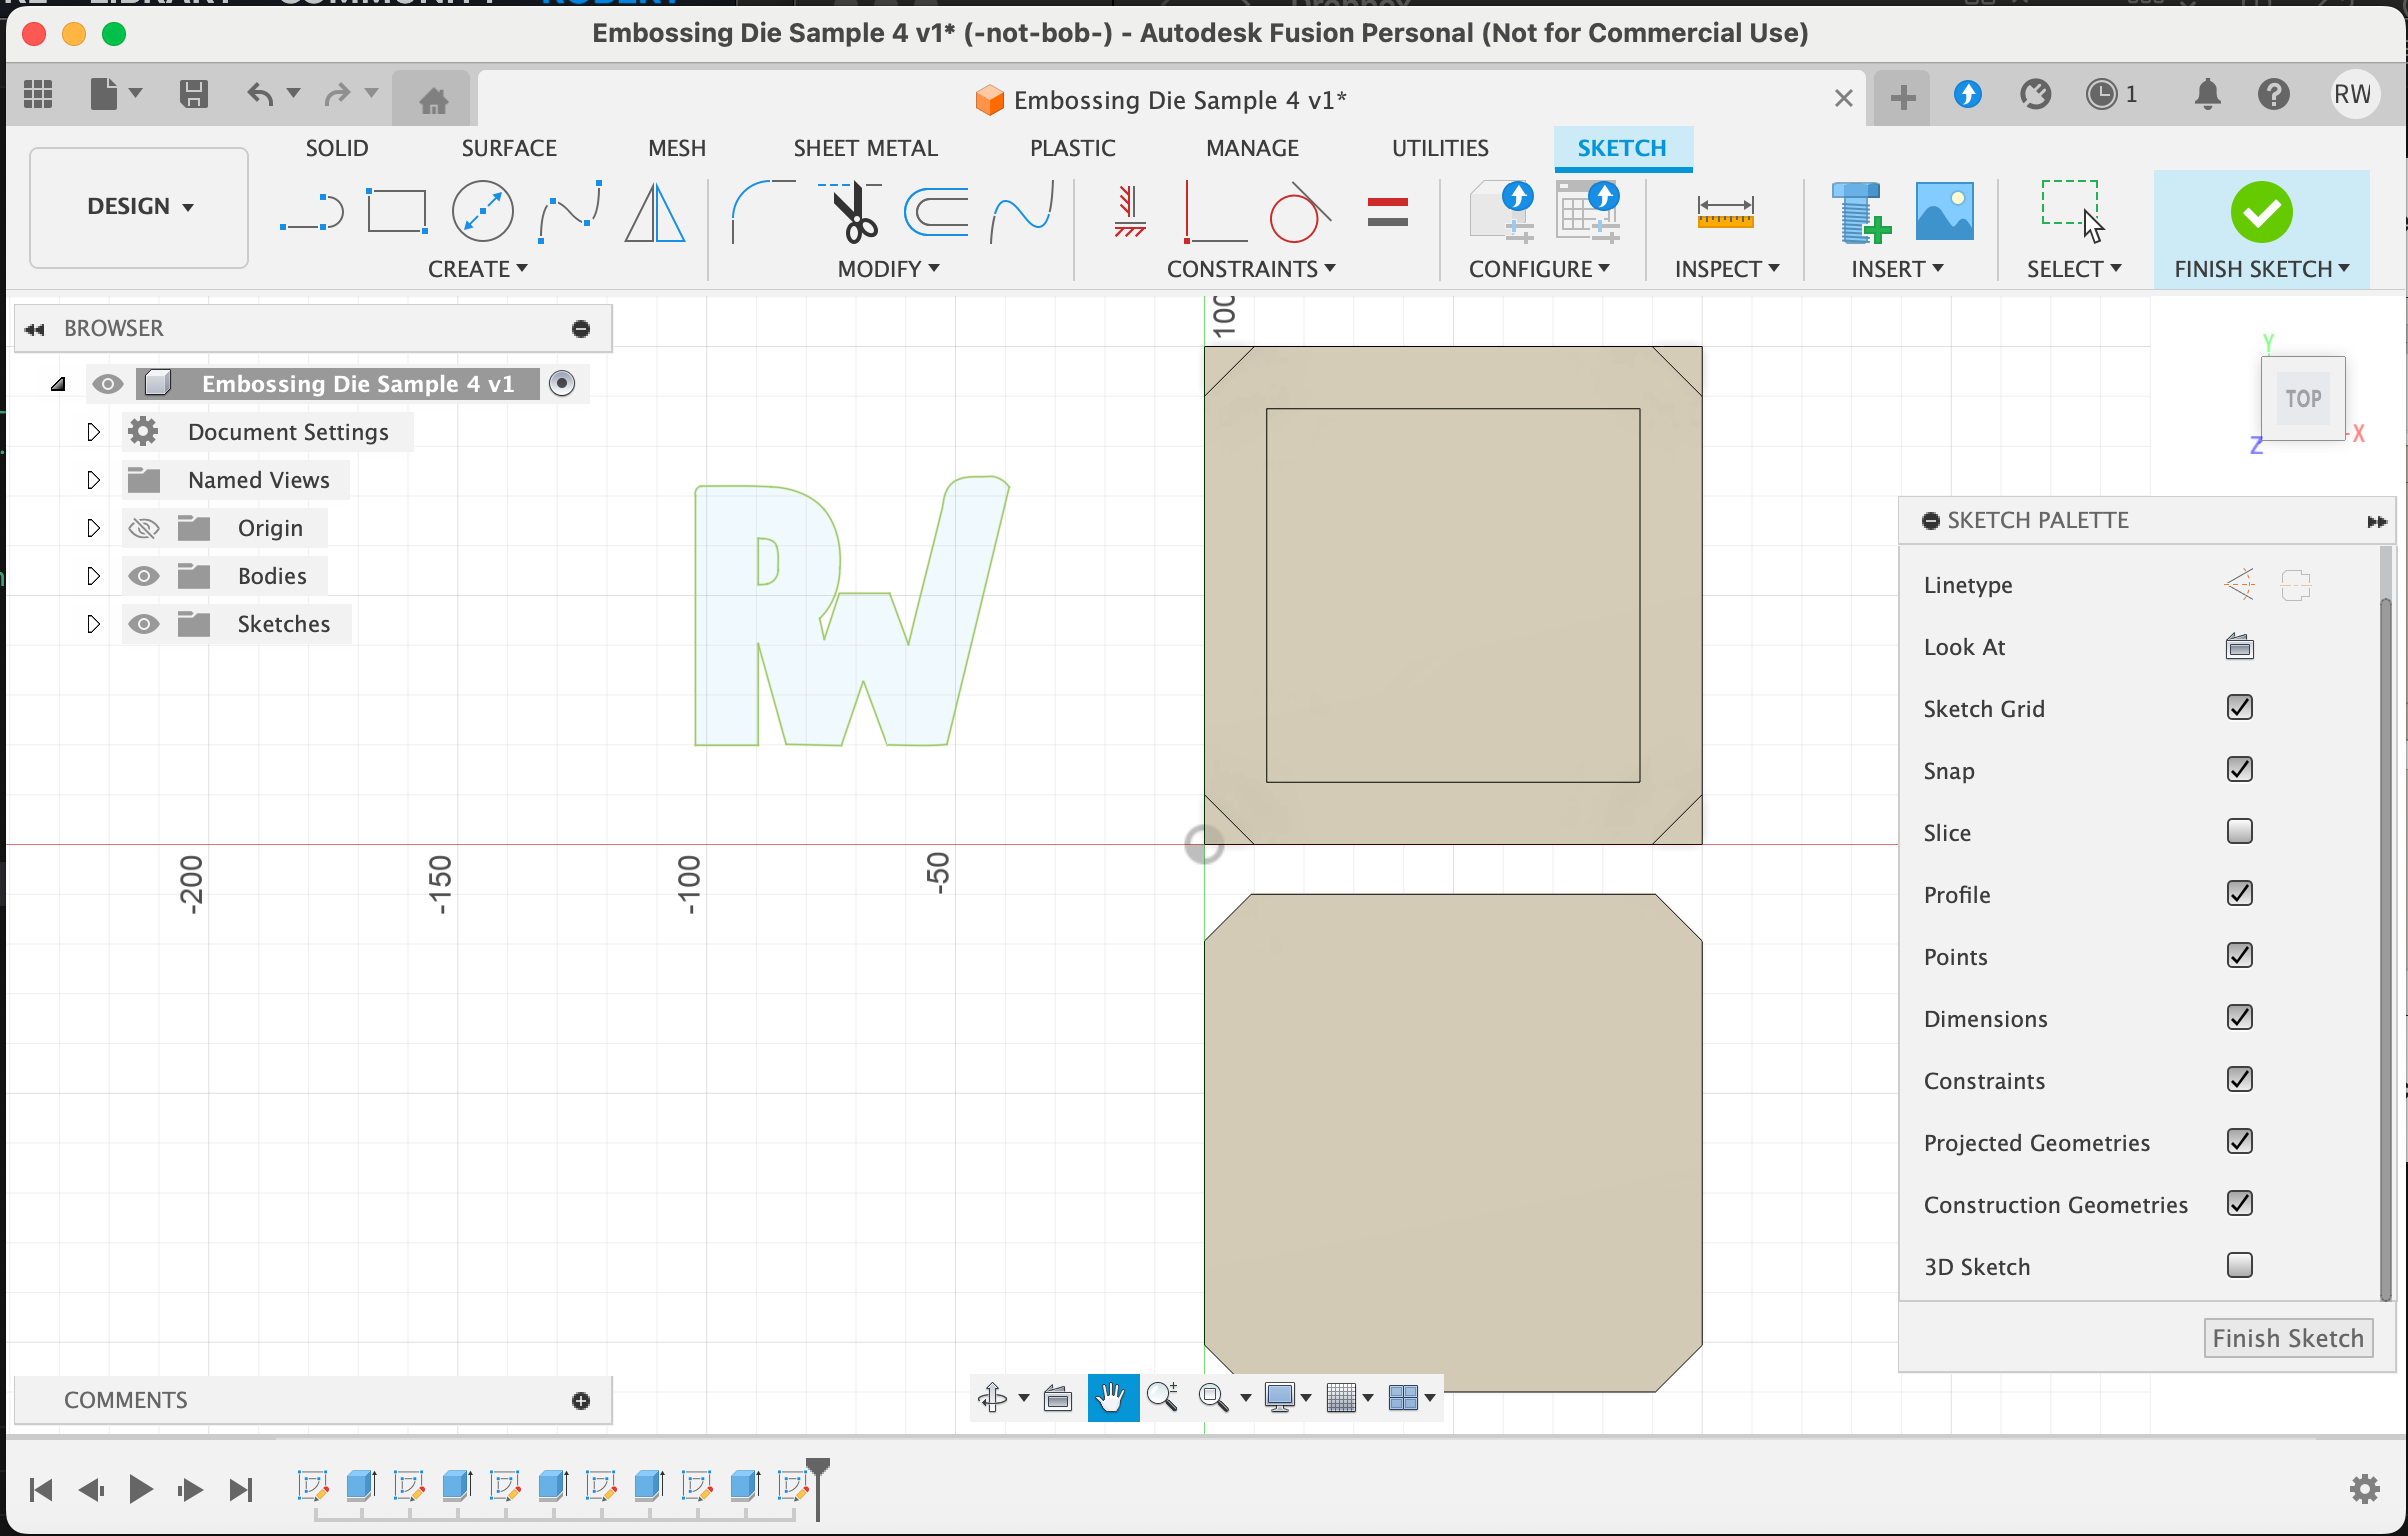 Embossing Die Sample 4 v1* (-not-bob-) - Autodesk Fusion Personal (Not for Commercial Use)
Embossing Die Sample 4 v1*
1
RW
DESIGN
SOLID
SURFACE
MESH
SHEET METAL
PLASTIC
MANAGE
UTILITIES
SKETCH
CREATE
MODIFY
CONSTRAINTS
CONFIGURE
INSPECT
INSERT
SELECT
FINISH SKETCH
BROWSER
Embossing Die Sample 4 v1
Document Settings
Named Views
Origin
Bodies
Sketches
RW
100
-200
-150
-100
-50
Y
TOP
Z
X
SKETCH PALETTE
Linetype
Look At
Sketch Grid
Snap
Slice
Profile
Points
Dimensions
Constraints
Projected Geometries
Construction Geometries
3D Sketch
Finish Sketch
COMMENTS